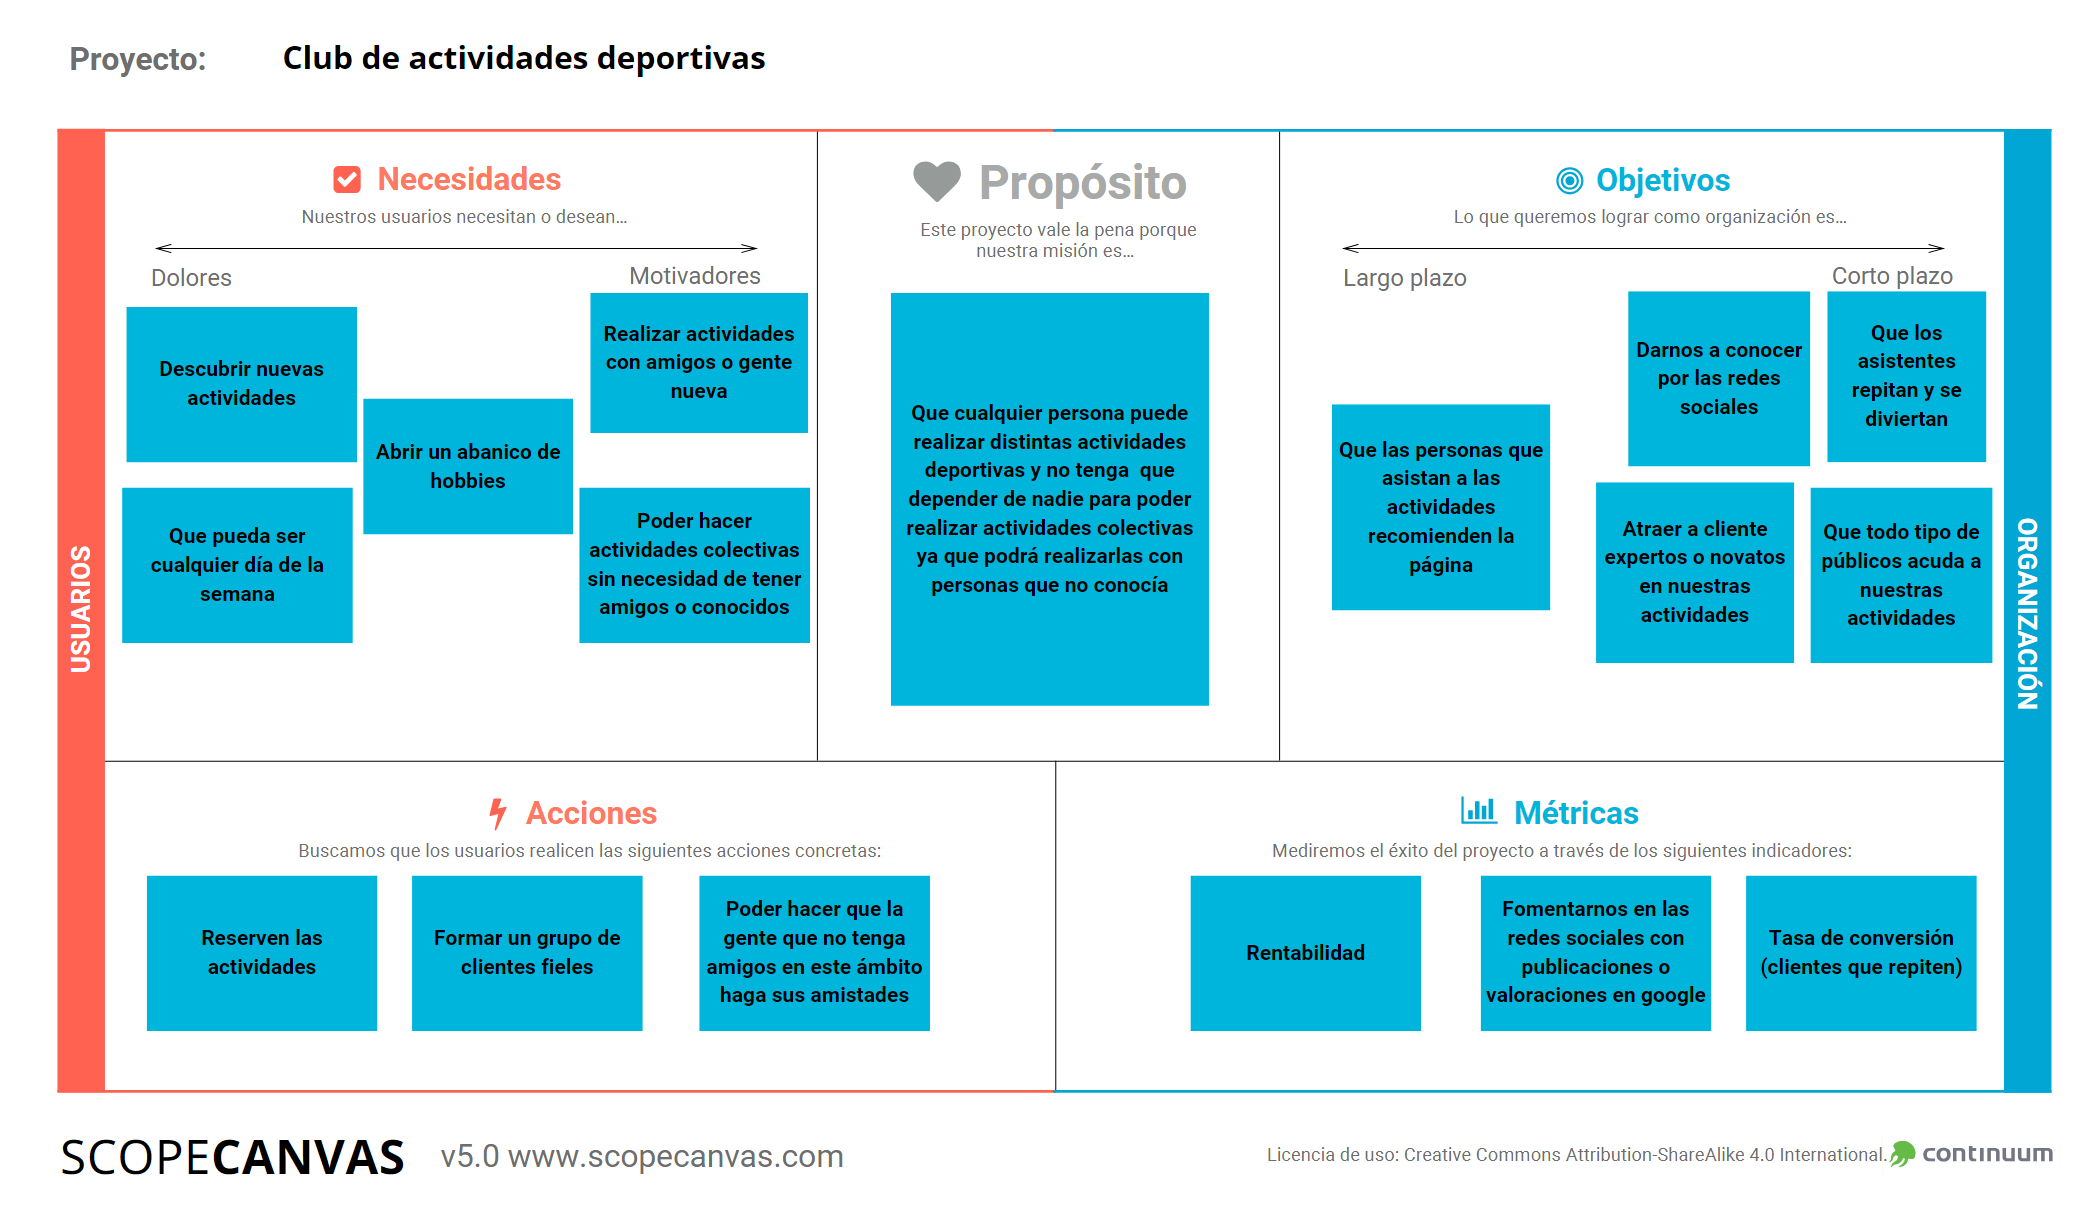 Proyecto: Club de actividades deportivas
USUARIOS
Necesidades
Nuestros usuarios necesitan o desean...
Dolores
Motivadores
Descubrir nuevas
actividades
Que pueda ser
cualquier día de la
semana
Abrir un abanico de
hobbies
Realizar actividades
con amigos o gente
nueva
Poder hacer
actividades colectivas
sin necesidad de tener
amigos o conocidos
Propósito
Este proyecto vale la pena porque
nuestra misión es...
Que cualquier persona puede
realizar distintas actividades
deportivas y no tenga  que
depender de nadie para poder
realizar actividades colectivas
ya que podrá realizarlas con
personas que no conocía
Objetivos
Lo que queremos lograr como organización es...
Largo plazo
Corto plazo
Que las personas que
asistan a las
actividades
recomienden la
página
Darnos a conocer
por las redes
sociales
Que los
asistentes
repitan y se
diviertan
Atraer a cliente
expertos o novatos
en nuestras
actividades
Que todo tipo de
públicos acuda a
nuestras
actividades
ORGANIZACIÓN
Acciones
Buscamos que los usuarios realicen las siguientes acciones concretas:
Reserven las
actividades
Formar un grupo de
clientes fieles
Poder hacer que la
gente que no tenga
amigos en este ámbito
haga sus amistades
Métricas
Mediremos el éxito del proyecto a través de los siguientes indicadores:
Rentabilidad
Fomentarnos en las
redes sociales con
publicaciones o
valoraciones en google
Tasa de conversión
(clientes que repiten)
SCOPECANVAS v5.0 www.scopecanvas.com
Licencia de uso: Creative Commons Attribution-ShareAlike 4.0 International. continuum